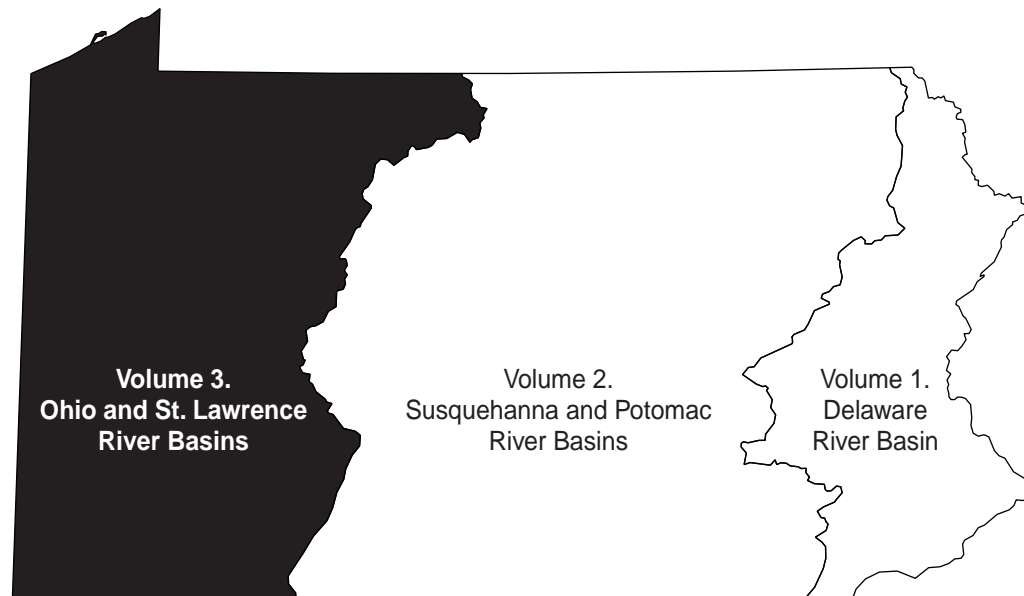 Volume 3.
Ohio and St. Lawrence
River Basins
Volume 2.
Susquehanna and Potomac
River Basins
Volume 1.
Delaware
River Basin